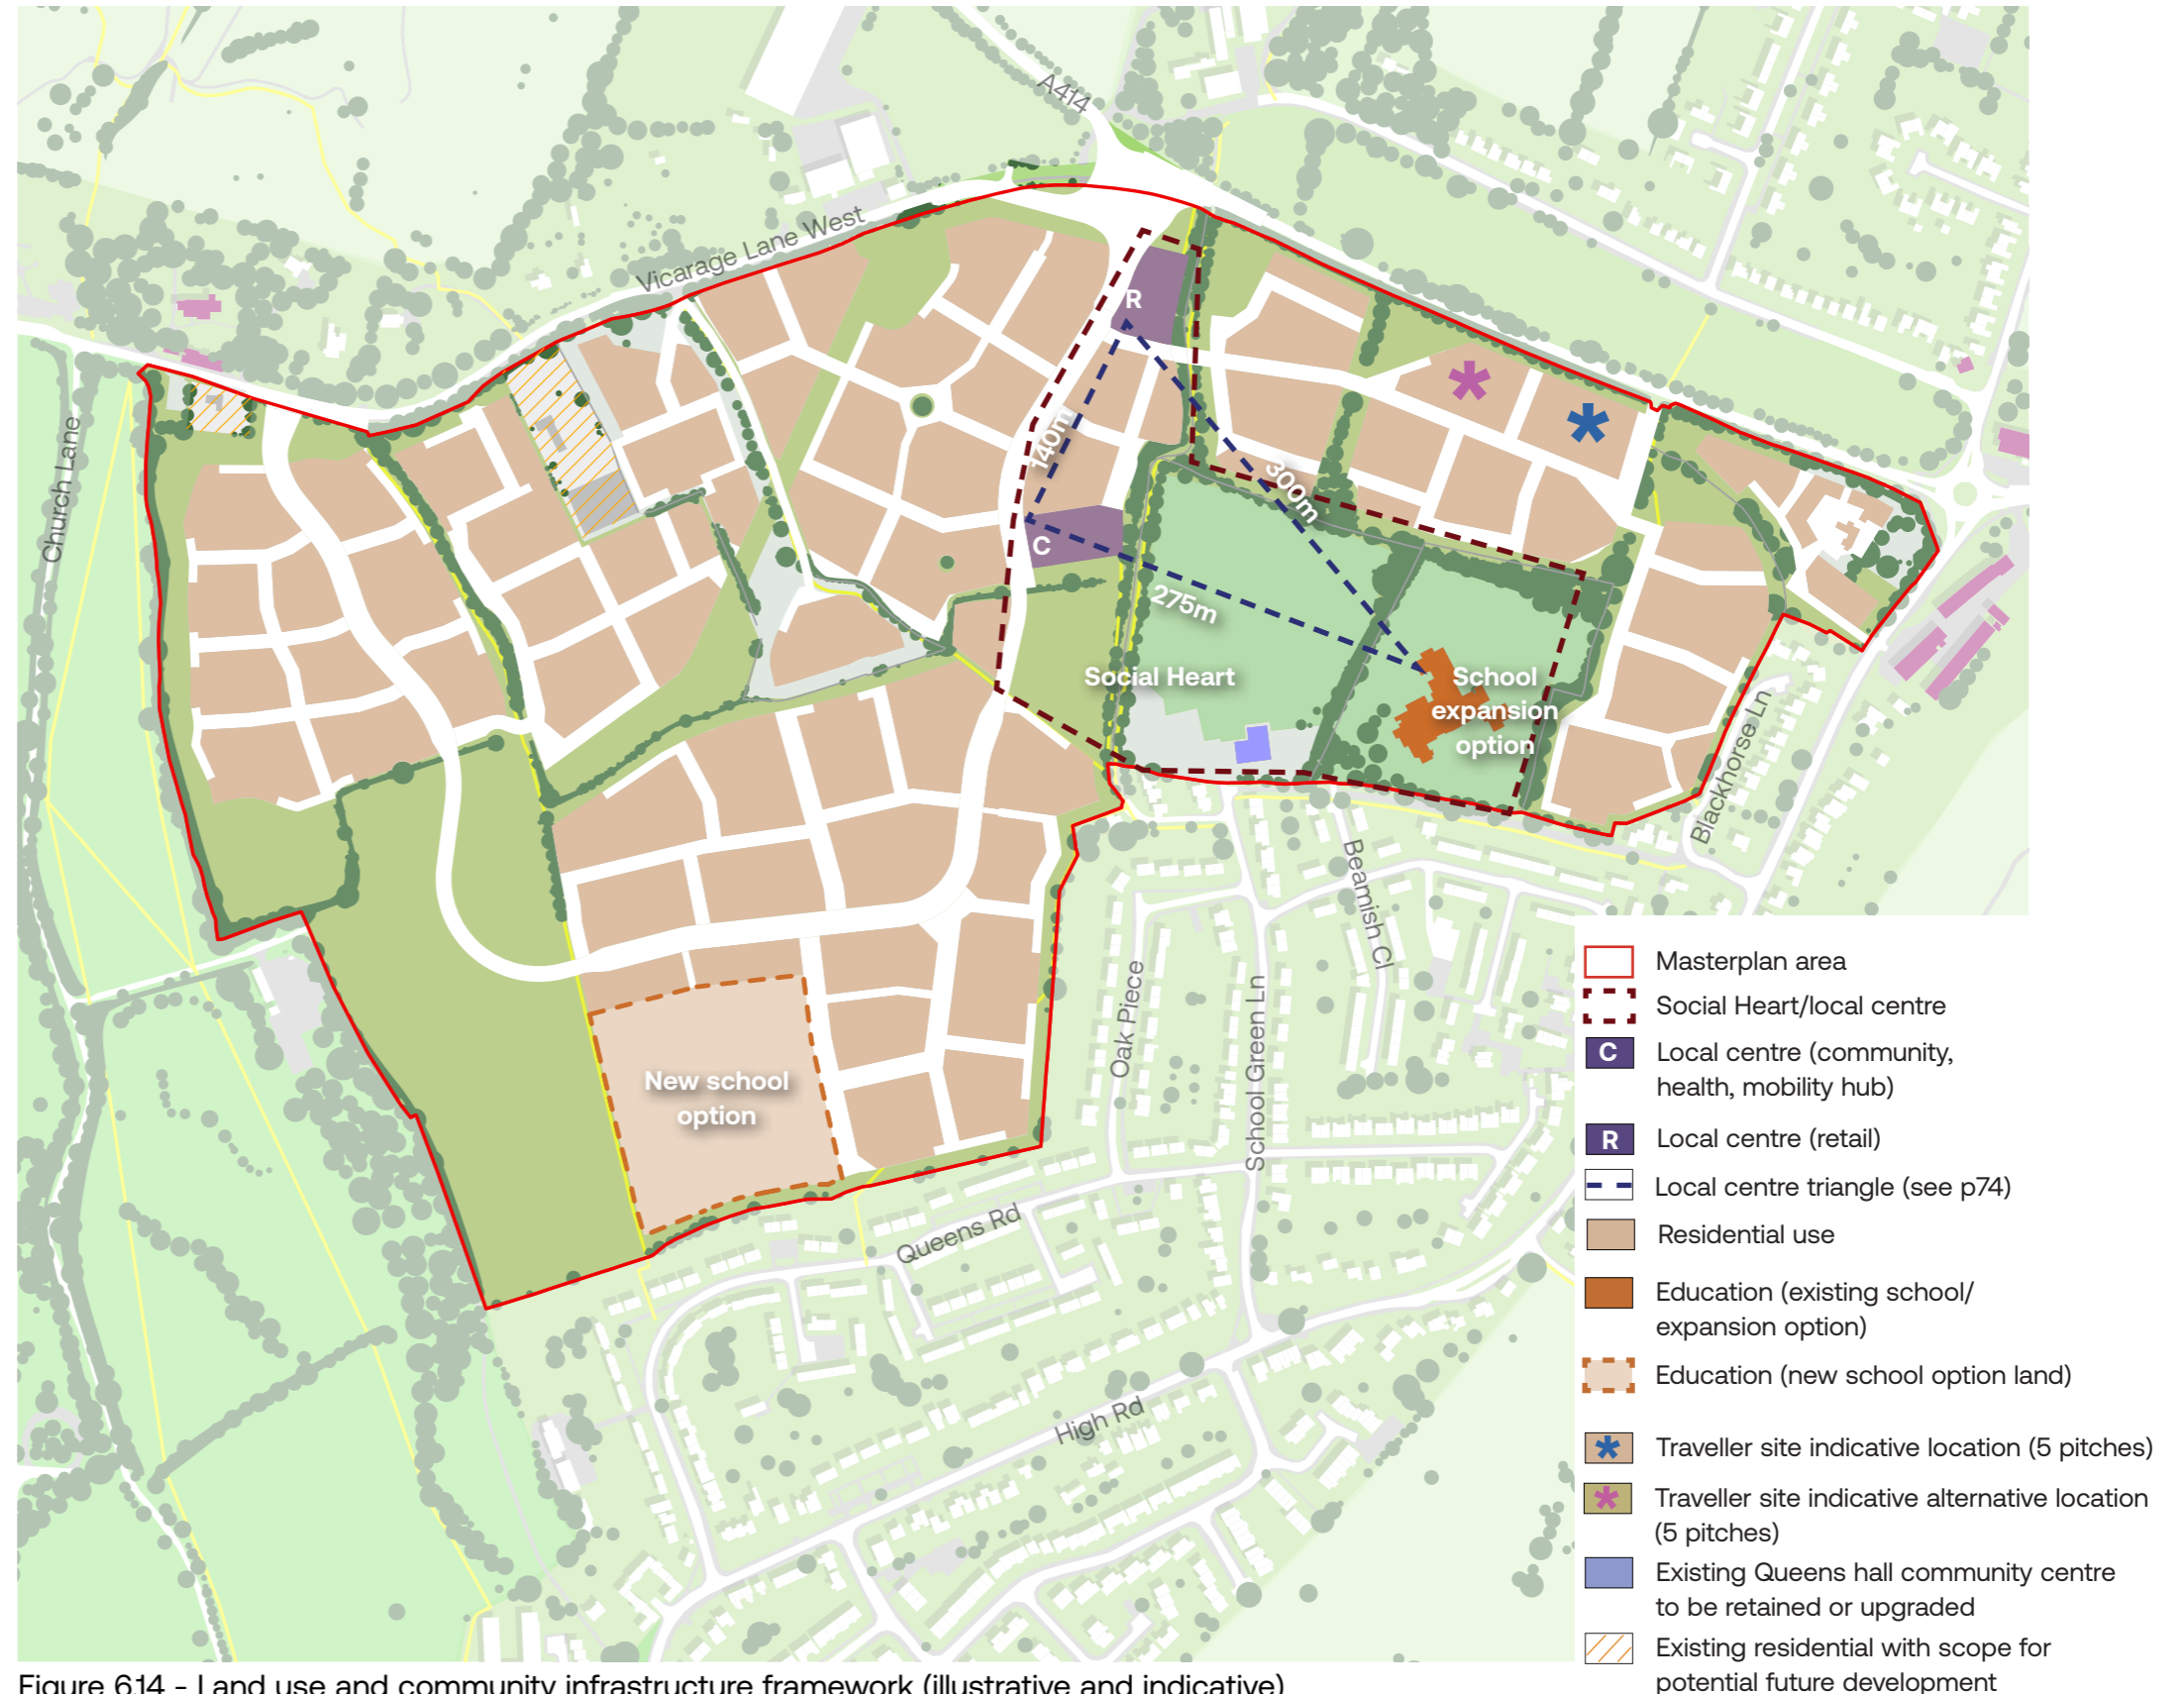 A414
Vicarage Lane West
Church Lane
R
140m
300m
C
275m
Social Heart
School
expansion
option
Blackhorse Ln
Beamish Cl
Oak Piece
School Green Ln
New school
option
Queens Rd
High Rd
Masterplan area
Social Heart/local centre
C
Local centre (community,
health, mobility hub)
R
Local centre (retail)
Local centre triangle (see p74)
Residential use
Education (existing school/
expansion option)
Education (new school option land)
Traveller site indicative location (5 pitches)
Traveller site indicative alternative location
(5 pitches)
Existing Queens hall community centre
to be retained or upgraded
Existing residential with scope for
potential future development
Figure 6.14 - Land use and community infrastructure framework (illustrative and indicative)